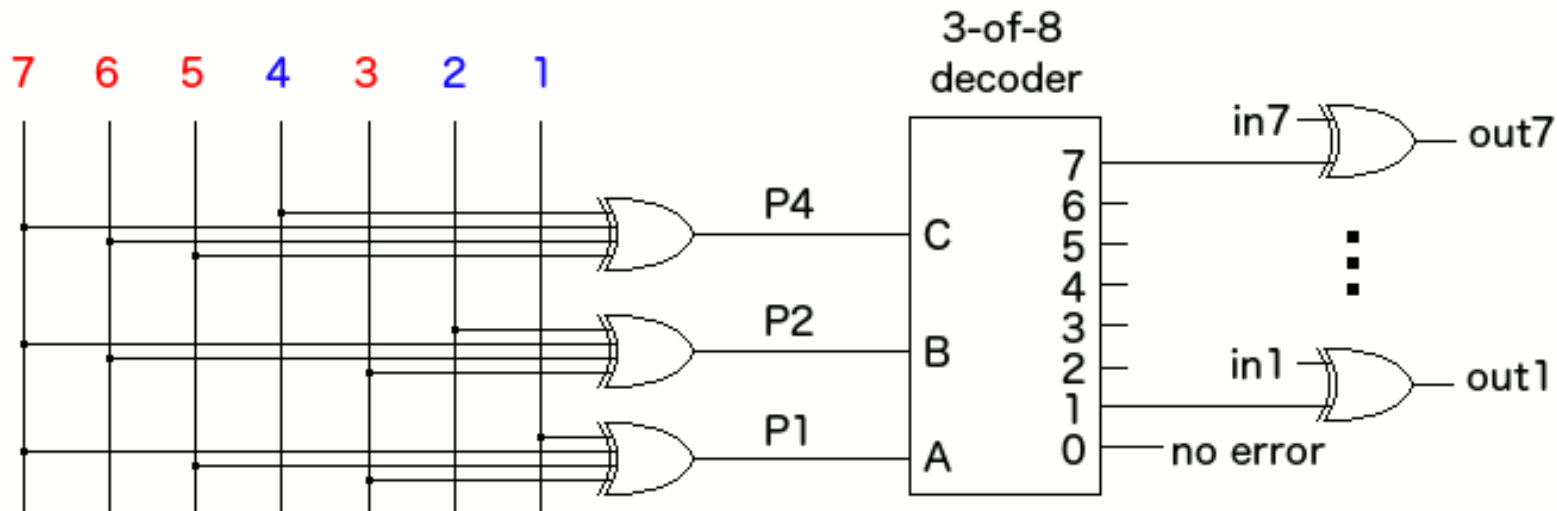 3-of-8
decoder
7 6 5 4 3 2 1
in7
out7
7
P4
6
C
5
4
P2
3
B
2
in1
out1
1
P1
A
0
no error